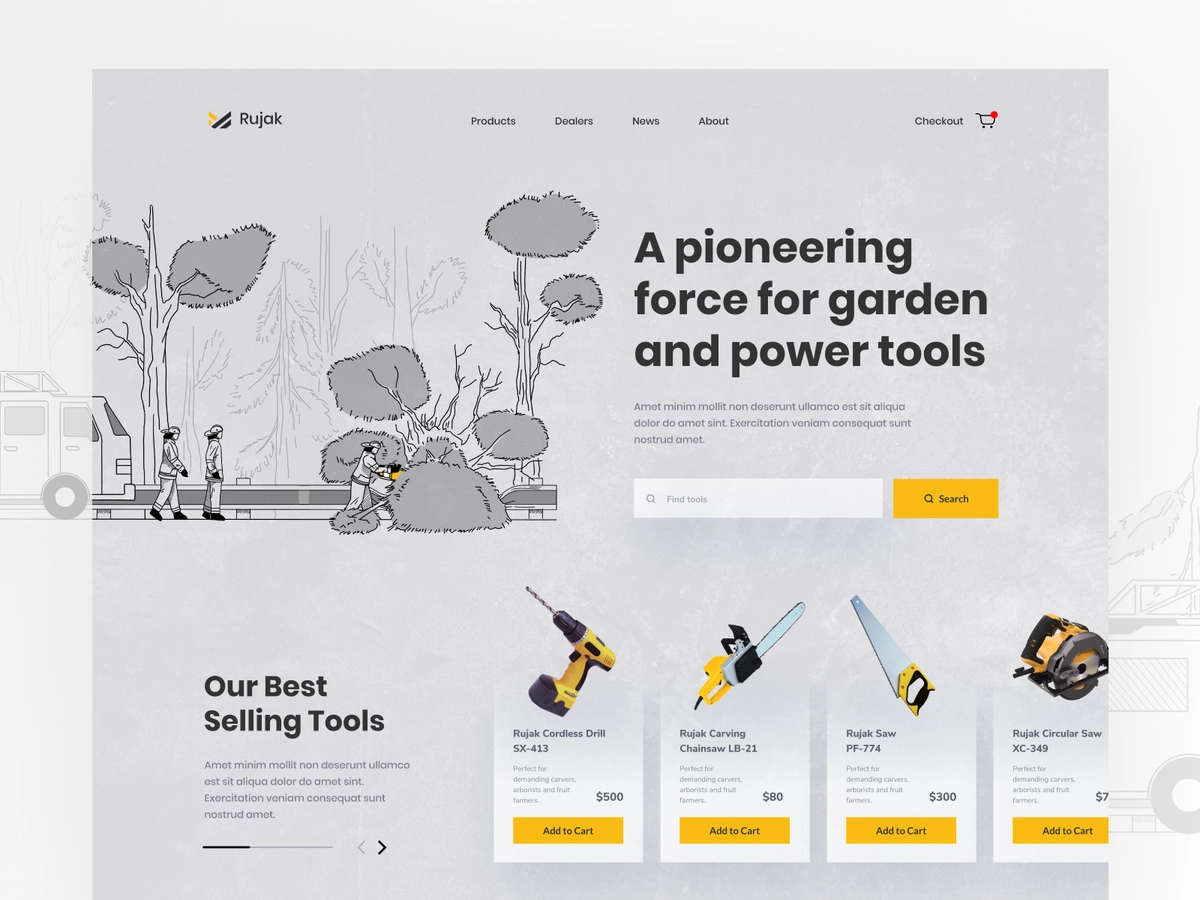 Rujak
Products
Dealers
News
About
Checkout
A pioneering
force for garden
and power tools
Amet minim mollit non deserunt ullamco est sit aliqua
dolor do amet sint. Exercitation veniam consequat sunt
nostrud amet.
Find tools
Search
Our Best
Selling Tools
Amet minim mollit non deserunt ullamco
est sit aliqua dolor do amet sint.
Exercitation veniam consequat sunt
nostrud amet.
Rujak Cordless Drill
SX-413
Perfect for
demanding carvers,
arborists and fruit
farmers.
$500
Add to Cart
Rujak Carving
Chainsaw LB-21
Perfect for
demanding carvers,
arborists and fruit
farmers.
$80
Add to Cart
Rujak Saw
PF-774
Perfect for
demanding carvers,
arborists and fruit
farmers.
$300
Add to Cart
Rujak Circular Saw
XC-349
Perfect for
demanding carvers,
arborists and fruit
farmers.
$7
Add to Cart